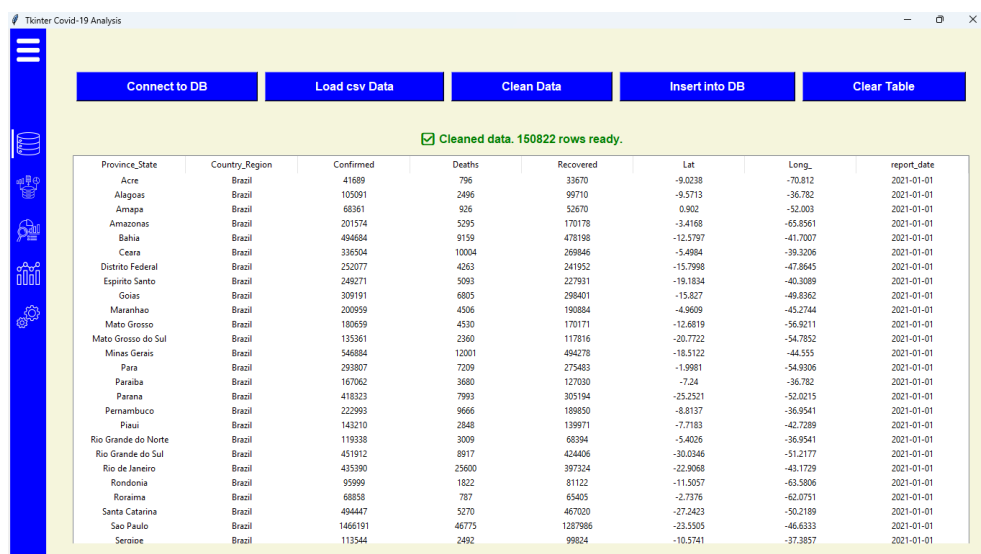 Tkinter Covid-19 Analysis
Connect to DB Load csv Data Clean Data Insert into DB Clear Table
Cleaned data. 150822 rows ready.
Province_State Country_Region Confirmed Deaths Recovered Lat Long_ report_date
Acre Brazil 41689 796 33670 -9.0238 -70.812 2021-01-01
Alagoas Brazil 105091 2496 99710 -9.5713 -36.782 2021-01-01
Amapa Brazil 68361 926 52670 0.902 -52.003 2021-01-01
Amazonas Brazil 201574 5295 170178 -3.4168 -65.8561 2021-01-01
Bahia Brazil 494684 9159 478198 -12.5797 -41.7007 2021-01-01
Ceara Brazil 336504 10004 269846 -5.4984 -39.3206 2021-01-01
Distrito Federal Brazil 252077 4263 241952 -15.7998 -47.8645 2021-01-01
Espirito Santo Brazil 249271 5093 227931 -19.1834 -40.3089 2021-01-01
Goias Brazil 309191 6805 298401 -15.827 -49.8362 2021-01-01
Maranhao Brazil 200959 4506 190884 -4.9609 -45.2744 2021-01-01
Mato Grosso Brazil 180659 4530 170171 -12.6819 -56.9211 2021-01-01
Mato Grosso do Sul Brazil 135361 2360 117816 -20.7722 -54.7852 2021-01-01
Minas Gerais Brazil 546884 12001 494278 -18.5122 -44.555 2021-01-01
Para Brazil 293807 7209 275483 -1.9981 -54.9306 2021-01-01
Paraiba Brazil 167062 3680 127030 -7.24 -36.782 2021-01-01
Parana Brazil 418323 7993 305194 -25.2521 -52.0215 2021-01-01
Pernambuco Brazil 222993 9666 189850 -8.8137 -36.9541 2021-01-01
Piaui Brazil 143210 2848 139971 -7.7183 -42.7289 2021-01-01
Rio Grande do Norte Brazil 119338 3009 68394 -5.4026 -36.9541 2021-01-01
Rio Grande do Sul Brazil 451912 8917 424406 -30.0346 -51.2177 2021-01-01
Rio de Janeiro Brazil 435390 25600 397324 -22.9068 -43.1729 2021-01-01
Rondonia Brazil 95999 1822 81122 -11.5057 -63.5806 2021-01-01
Roraima Brazil 68858 787 65405 -2.7376 -62.0751 2021-01-01
Santa Catarina Brazil 494447 5270 467020 -27.2423 -50.2189 2021-01-01
Sao Paulo Brazil 1466191 46775 1287986 -23.5505 -46.6333 2021-01-01
Sergipe Brazil 113544 2492 99824 -10.5741 -37.3857 2021-01-01